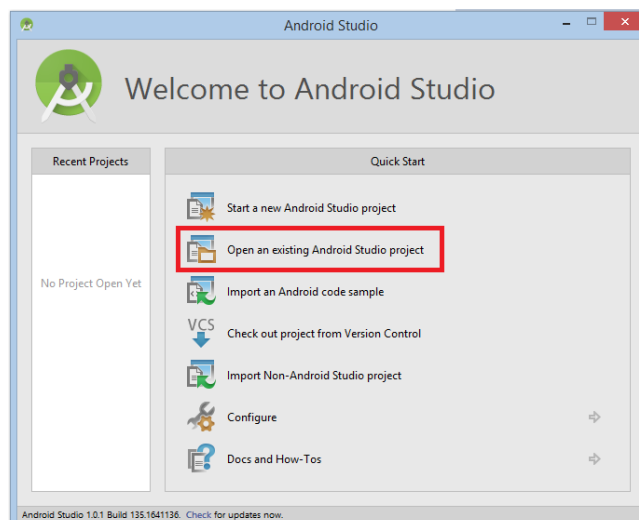 Android Studio
Welcome to Android Studio
Recent Projects
No Project Open Yet
Quick Start
Start a new Android Studio project
Open an existing Android Studio project
Import an Android code sample
VCS
Check out project from Version Control
Import Non-Android Studio project
Configure
Docs and How-Tos
Android Studio 1.0.1 Build 135.1641136. Check for updates now.